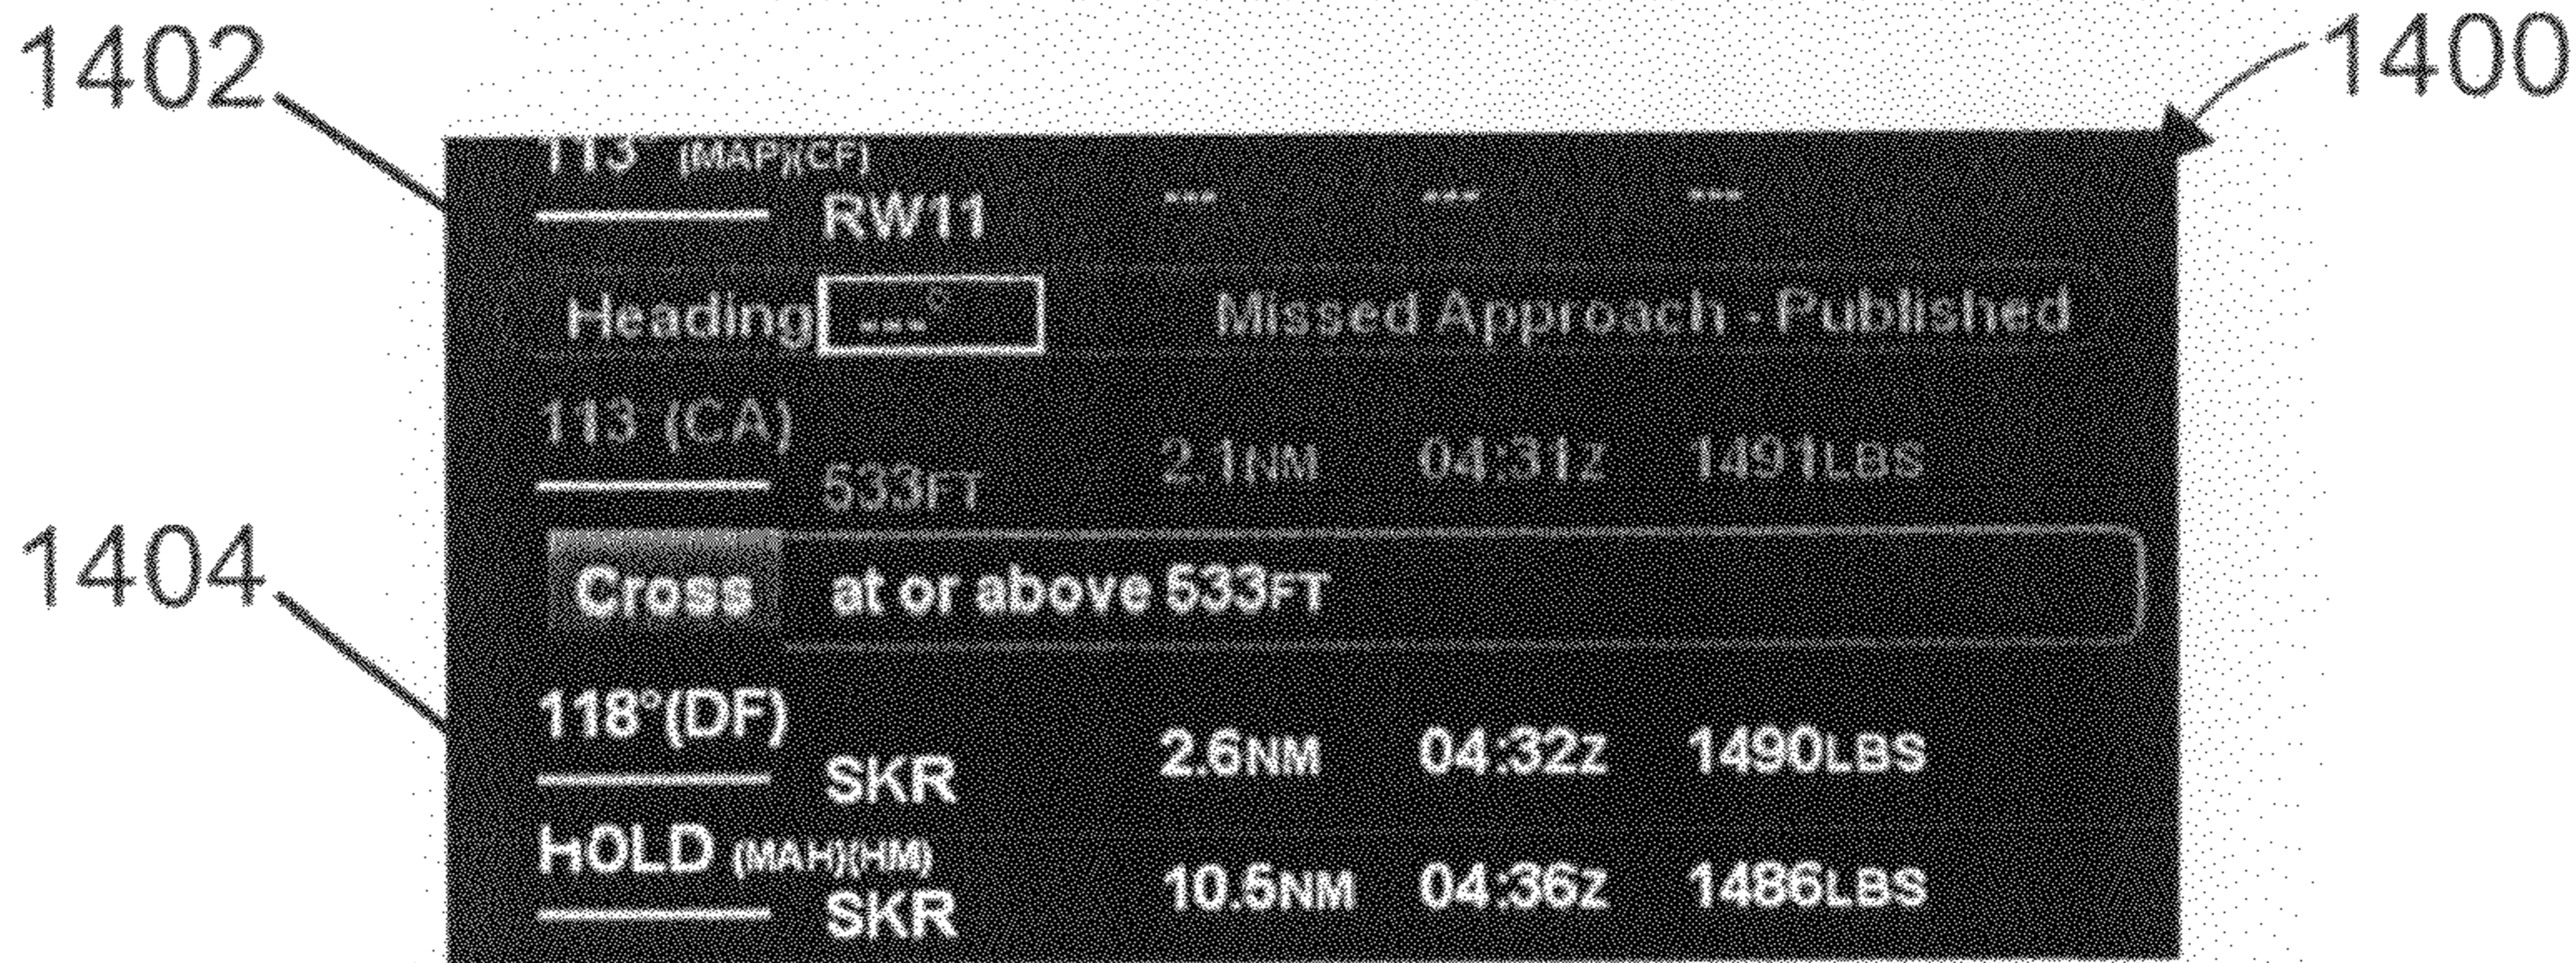 1402
1400
113 (MAP)(CF)
RW11 --- --- ---
Heading ---° Missed Approach - Published
113 (CA)
533FT 2.1NM 04:31Z 1491LBS
Cross at or above 533FT
1404
118°(DF)
SKR 2.6NM 04:32Z 1490LBS
HOLD (MAH)(HM)
SKR 10.5NM 04:36Z 1486LBS